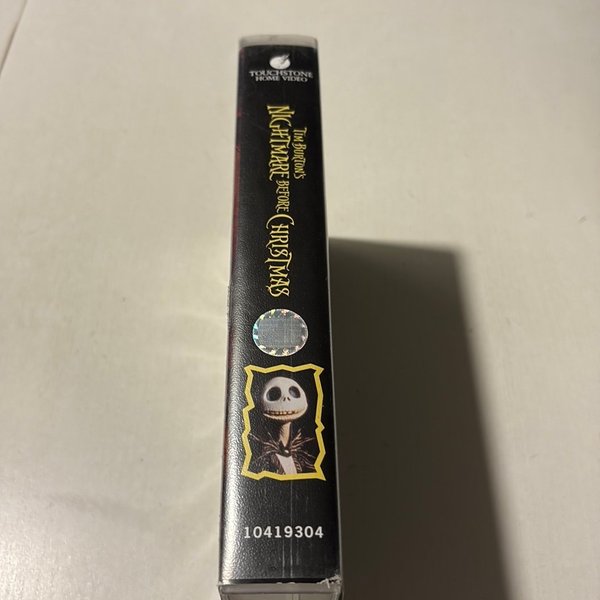 TOUCHSTONE
HOME VIDEO
TIM BURTON'S
NIGHTMARE BEFORE CHRISTMAS
10419304